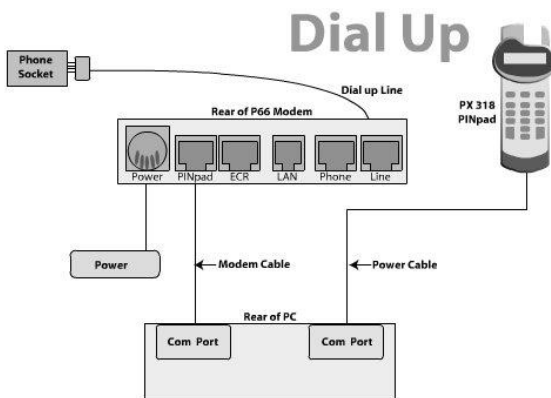 Dial Up
Phone
Socket
Dial up Line
PX 318
PINpad
Rear of P66 Modem
Power
PINpad
ECR
LAN
Phone
Line
Power
Modem Cable
Power Cable
Rear of PC
Com Port
Com Port